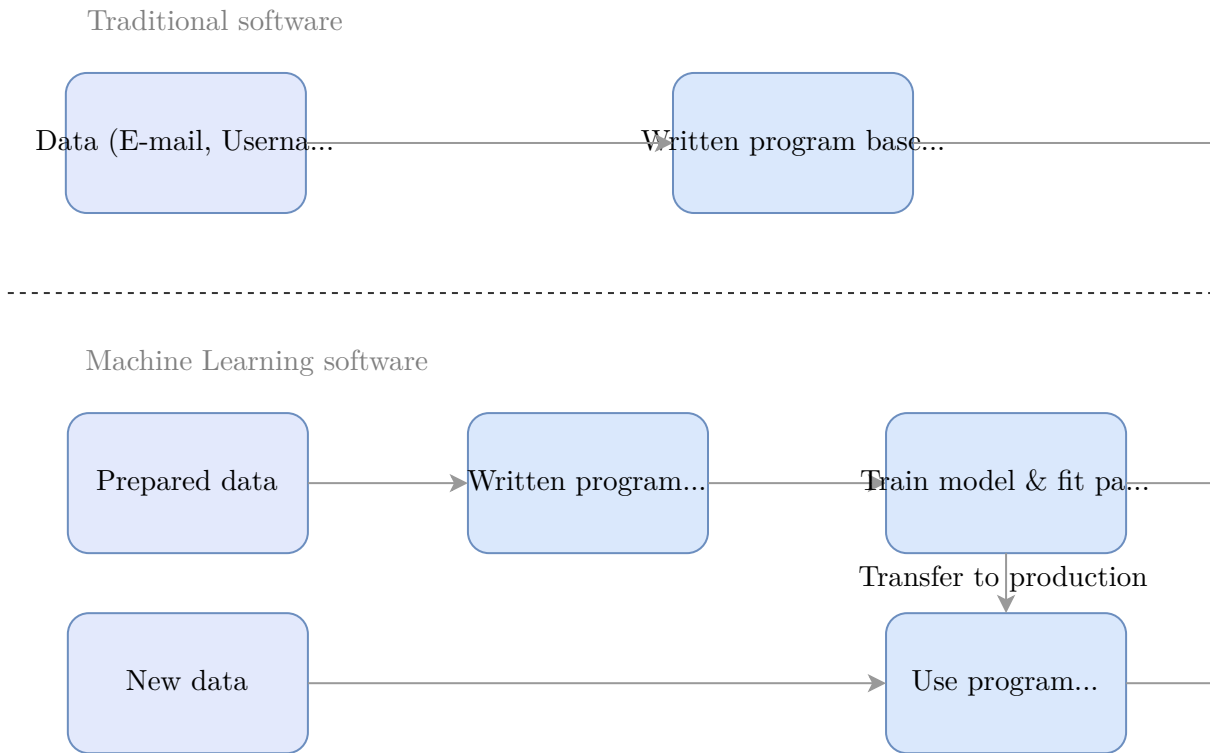 Traditional software
Data (E-mail, Userna...
Written program base...
Machine Learning software
Prepared data
Written program...
Train model & fit pa...
Transfer to production
New data
Use program...